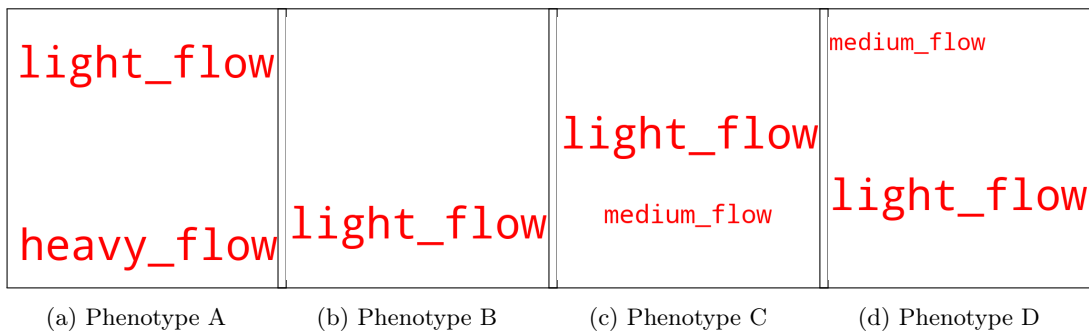 light_flow
heavy_flow
(a) Phenotype A
light_flow
(b) Phenotype B
light_flow
medium_flow
(c) Phenotype C
medium_flow
light_flow
(d) Phenotype D